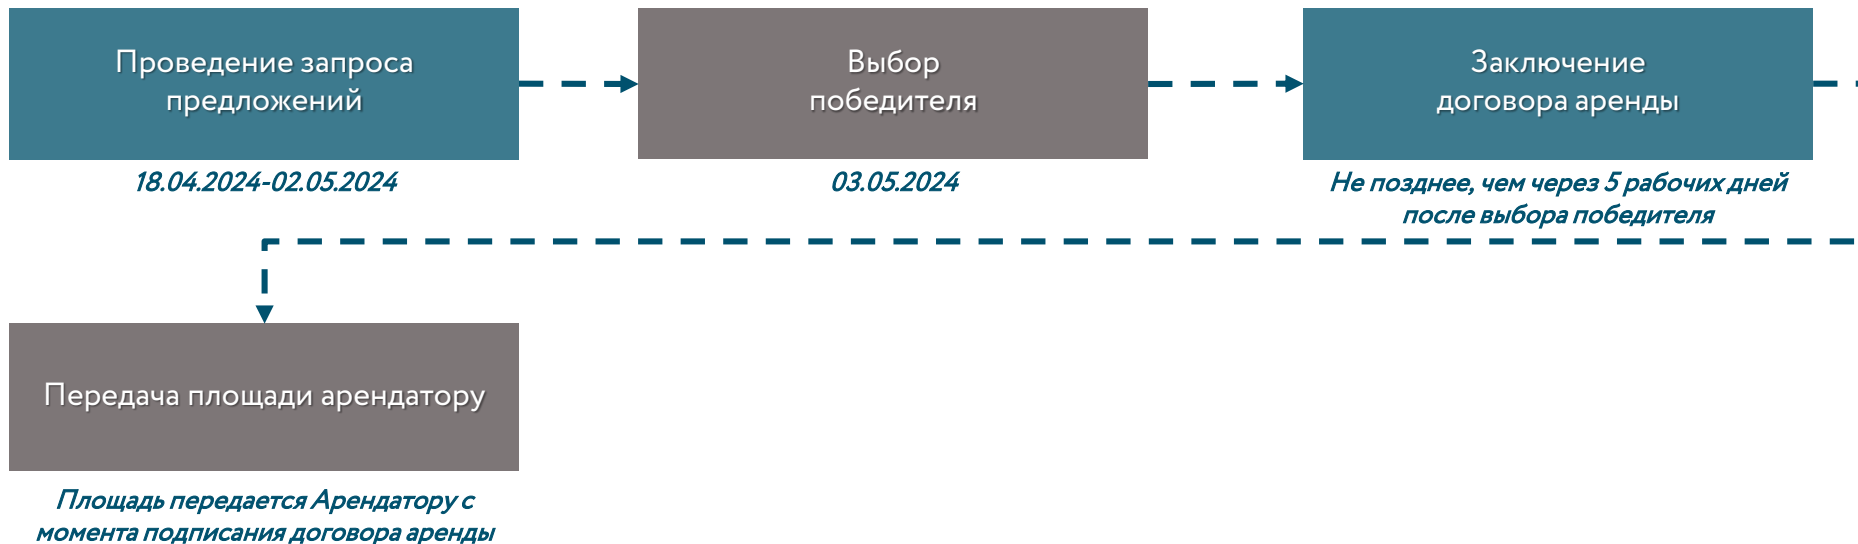 Проведение запроса
предложений
18.04.2024-02.05.2024
Выбор
победителя
03.05.2024
Заключение
договора аренды
Не позднее, чем через 5 рабочих дней
после выбора победителя
Передача площади арендатору
Площадь передается Арендатору с
момента подписания договора аренды